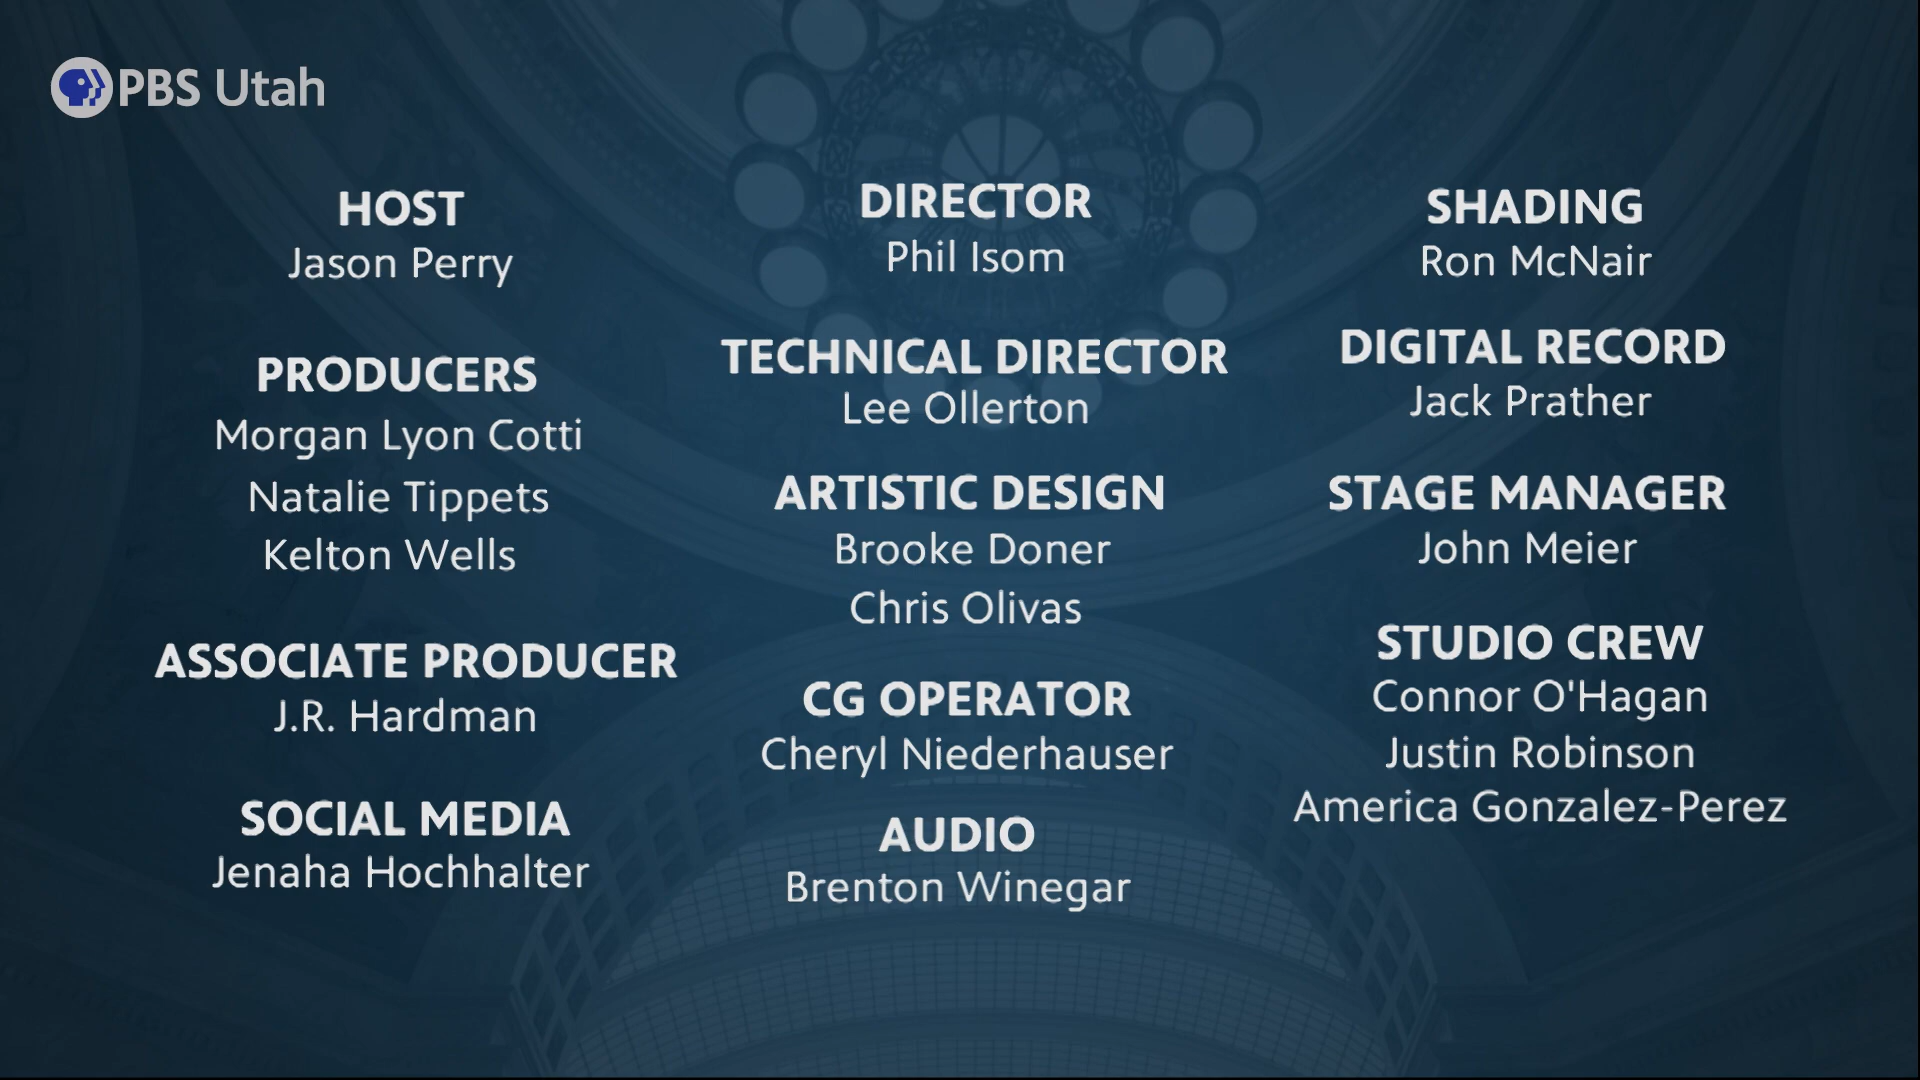 PBS Utah
HOST
Jason Perry
PRODUCERS
Morgan Lyon Cotti
Natalie Tippets
Kelton Wells
ASSOCIATE PRODUCER
J.R. Hardman
SOCIAL MEDIA
Jenaha Hochhalter
DIRECTOR
Phil Isom
TECHNICAL DIRECTOR
Lee Ollerton
ARTISTIC DESIGN
Brooke Doner
Chris Olivas
CG OPERATOR
Cheryl Niederhauser
AUDIO
Brenton Winegar
SHADING
Ron McNair
DIGITAL RECORD
Jack Prather
STAGE MANAGER
John Meier
STUDIO CREW
Connor O'Hagan
Justin Robinson
America Gonzalez-Perez